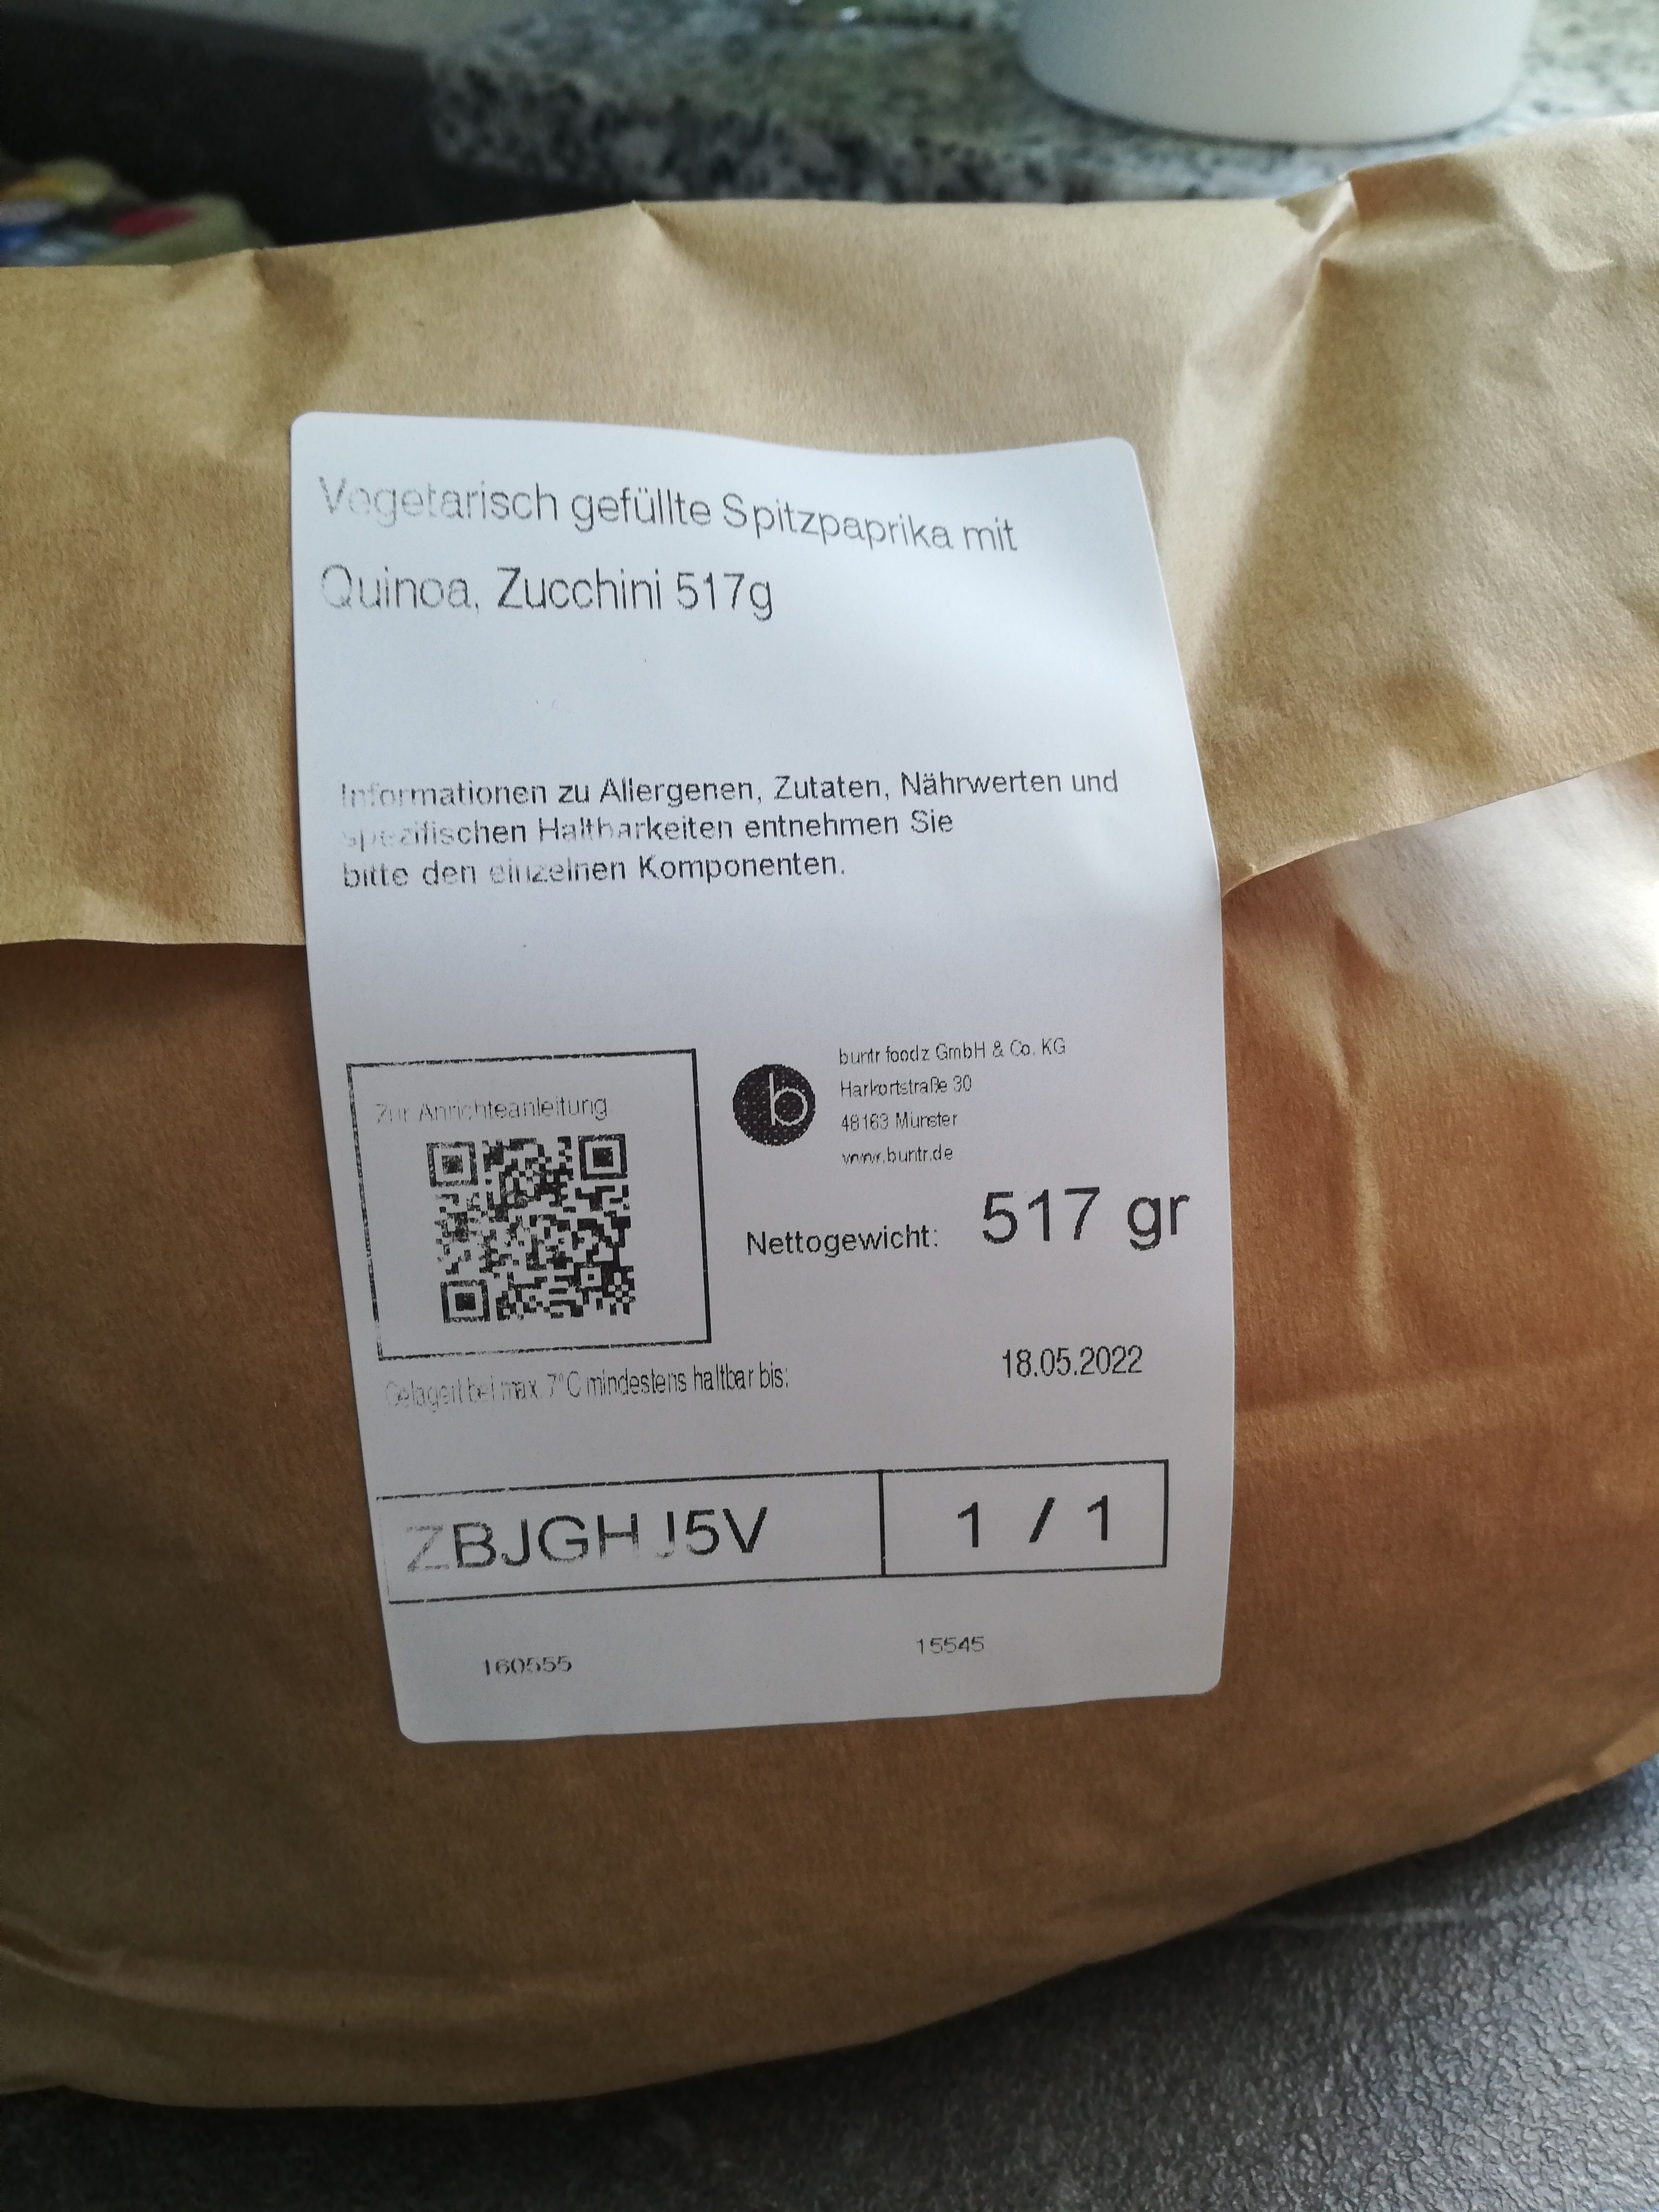 Vegetarisch gefüllte Spitzpaprika mit
Quinoa, Zucchini 517g
Informationen zu Allergenen, Zutaten, Nährwerten und
spezifischen Haltbarkeiten entnehmen Sie
bitte den einzelnen Komponenten.
Zur Anrichteanleitung
b
buntr foodz GmbH & Co. KG
Harkortstraße 30
48163 Münster
www.buntr.de
Nettogewicht: 517 gr
Gelagert bei max. 7°C mindestens haltbar bis: 18.05.2022
ZBJGHJ5V 1 / 1
160555 15545